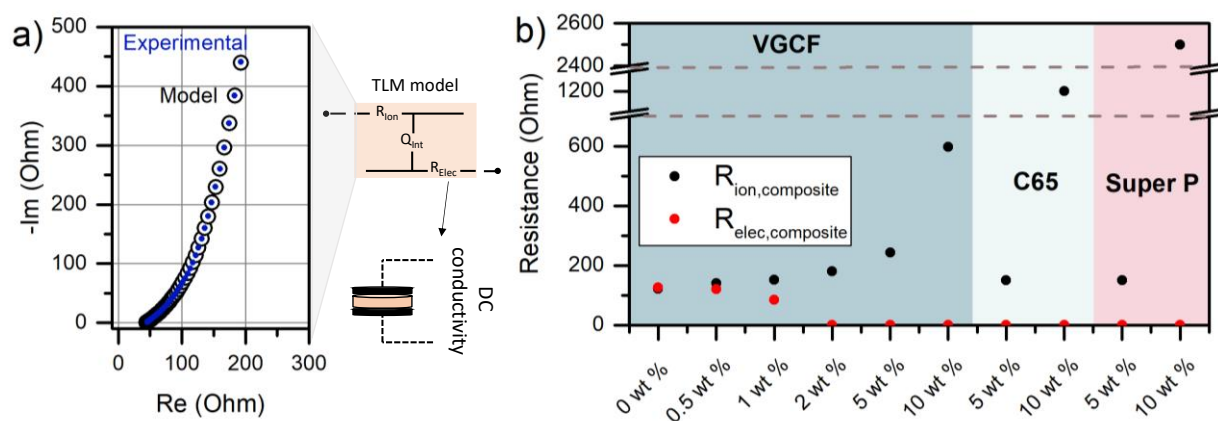 a)
500
400
300
200
100
0
-Im (Ohm)
Experimental
Model
0 100 200 300
Re (Ohm)
TLM model
R_Ion
Q_Int
R_Elec
DC
conductivity
b)
2600
2400
1200
600
400
200
0
Resistance (Ohm)
VGCF
C65
Super P
R_ion,composite
R_elec,composite
0 wt %
0.5 wt %
1 wt %
2 wt %
5 wt %
10 wt %
5 wt %
10 wt %
5 wt %
10 wt %